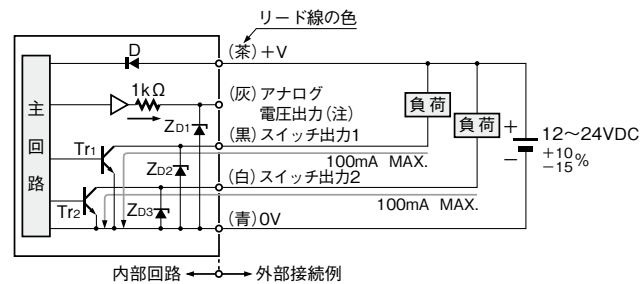 リード線の色
D
(茶)+V
主回路
1kΩ
(灰)アナログ
電圧出力(注)
ZD1
負荷
負荷
+
−
12〜24VDC
+10
−15 %
Tr1
(黒)スイッチ出力1
100mA MAX.
ZD2
(白)スイッチ出力2
100mA MAX.
Tr2
ZD3
(青)0V
内部回路
外部接続例